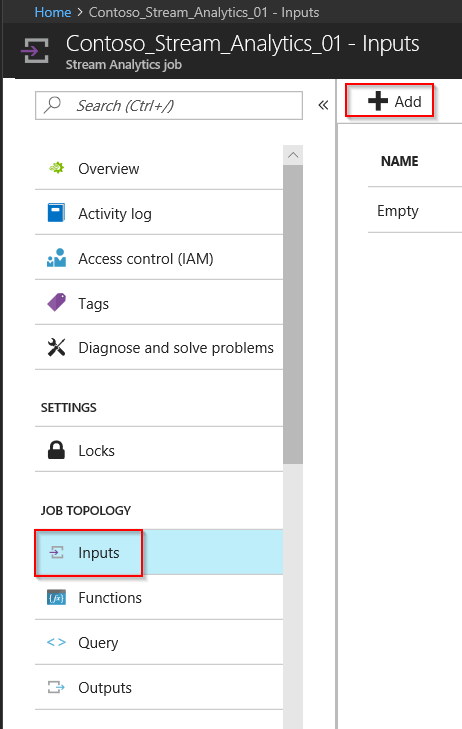 Home > Contoso_Stream_Analytics_01 - Inputs
Contoso_Stream_Analytics_01 - Inputs
Stream Analytics job
Search (Ctrl+/)
«
Overview
Activity log
Access control (IAM)
Tags
Diagnose and solve problems
SETTINGS
Locks
JOB TOPOLOGY
Inputs
Functions
<> Query
Outputs
+ Add
NAME
Empty